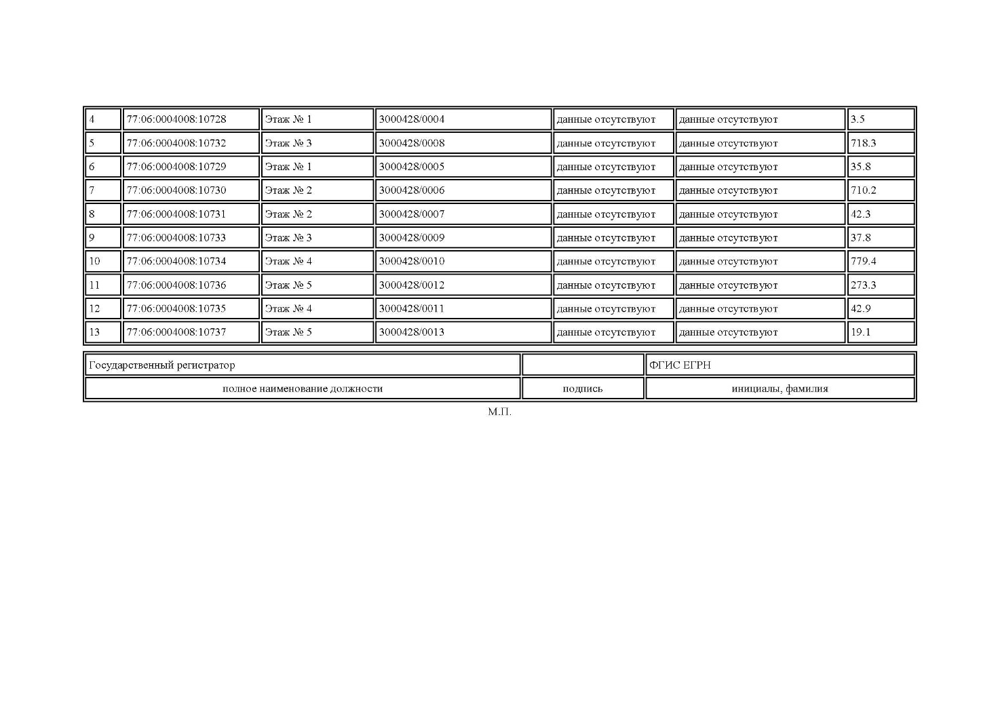 4 77:06:0004008:10728 Этаж № 1 3000428/0004 данные отсутствуют данные отсутствуют 3.5
5 77:06:0004008:10732 Этаж № 3 3000428/0008 данные отсутствуют данные отсутствуют 718.3
6 77:06:0004008:10729 Этаж № 1 3000428/0005 данные отсутствуют данные отсутствуют 35.8
7 77:06:0004008:10730 Этаж № 2 3000428/0006 данные отсутствуют данные отсутствуют 710.2
8 77:06:0004008:10731 Этаж № 2 3000428/0007 данные отсутствуют данные отсутствуют 42.3
9 77:06:0004008:10733 Этаж № 3 3000428/0009 данные отсутствуют данные отсутствуют 37.8
10 77:06:0004008:10734 Этаж № 4 3000428/0010 данные отсутствуют данные отсутствуют 779.4
11 77:06:0004008:10736 Этаж № 5 3000428/0012 данные отсутствуют данные отсутствуют 273.3
12 77:06:0004008:10735 Этаж № 4 3000428/0011 данные отсутствуют данные отсутствуют 42.9
13 77:06:0004008:10737 Этаж № 5 3000428/0013 данные отсутствуют данные отсутствуют 19.1
Государственный регистратор ФГИС ЕГРН
полное наименование должности подпись инициалы, фамилия
М.П.